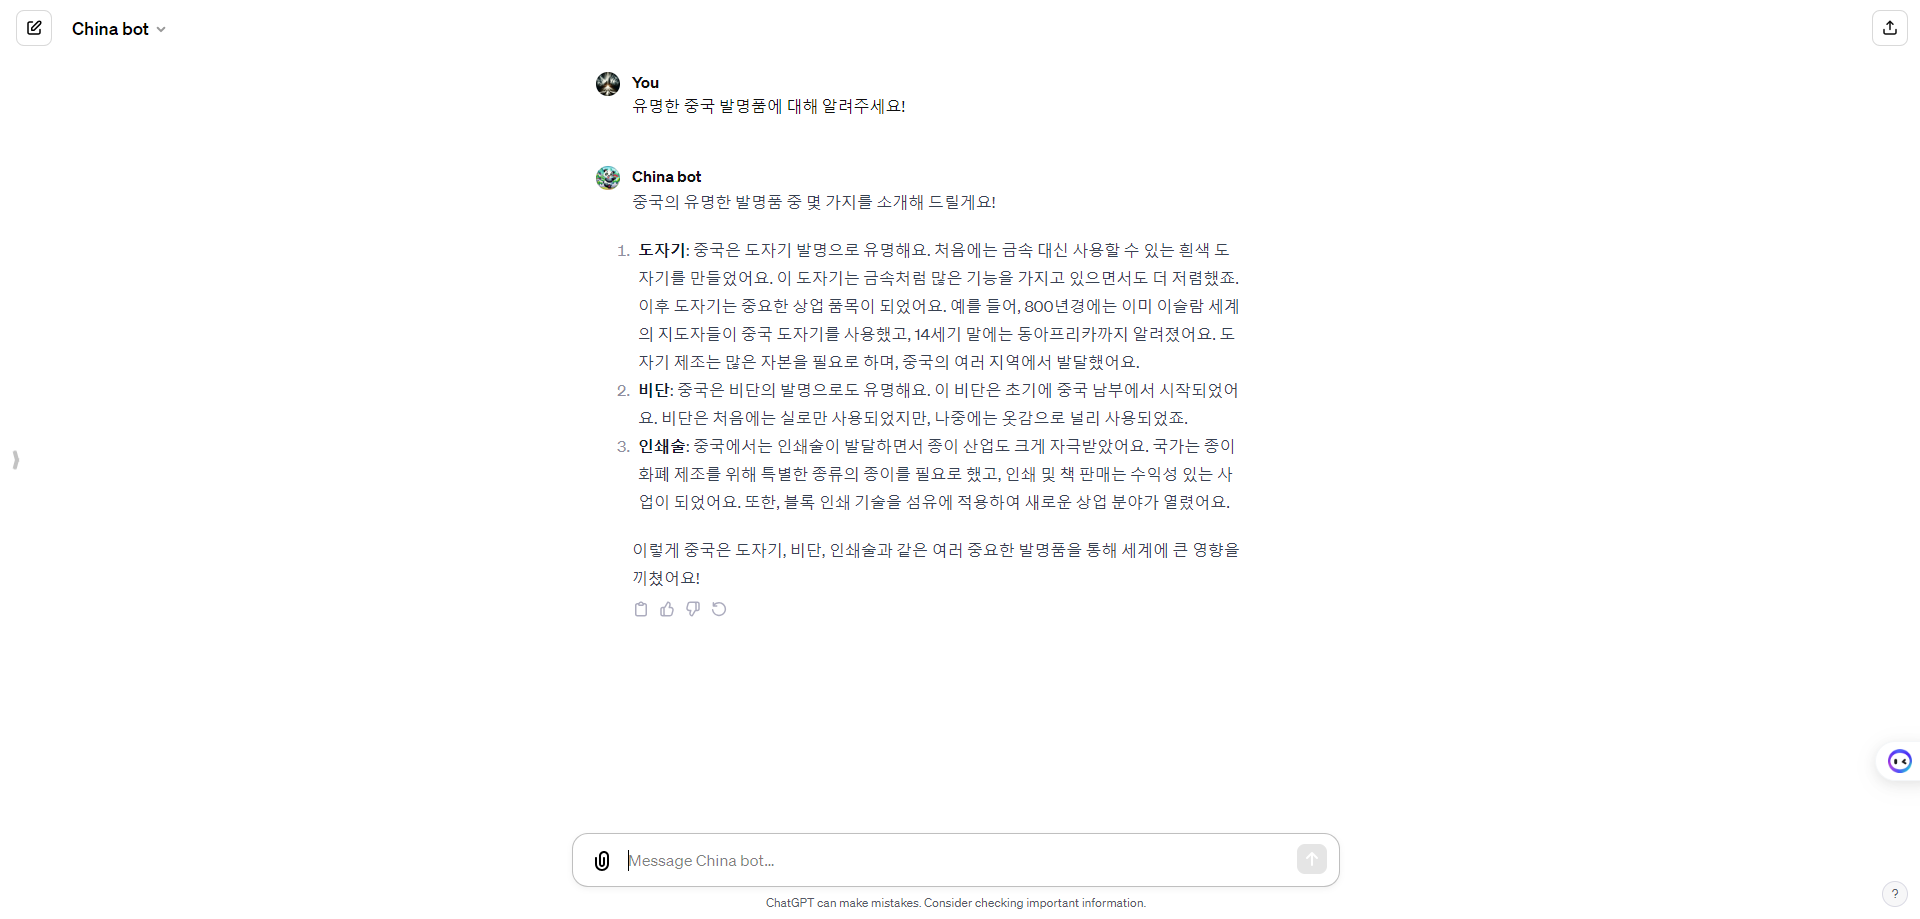 China bot
You
유명한 중국 발명품에 대해 알려주세요!
China bot
중국의 유명한 발명품 중 몇 가지를 소개해 드릴게요!
1. 도자기: 중국은 도자기 발명으로 유명해요. 처음에는 금속 대신 사용할 수 있는 흰색 도
자기를 만들었어요. 이 도자기는 금속처럼 많은 기능을 가지고 있으면서도 더 저렴했죠.
이후 도자기는 중요한 상업 품목이 되었어요. 예를 들어, 800년경에는 이미 이슬람 세계
의 지도자들이 중국 도자기를 사용했고, 14세기 말에는 동아프리카까지 알려졌어요. 도
자기 제조는 많은 자본을 필요로 하며, 중국의 여러 지역에서 발달했어요.
2. 비단: 중국은 비단의 발명으로도 유명해요. 이 비단은 초기에 중국 남부에서 시작되었어
요. 비단은 처음에는 실로만 사용되었지만, 나중에는 옷감으로 널리 사용되었죠.
3. 인쇄술: 중국에서는 인쇄술이 발달하면서 종이 산업도 크게 자극받았어요. 국가는 종이
화폐 제조를 위해 특별한 종류의 종이를 필요로 했고, 인쇄 및 책 판매는 수익성 있는 사
업이 되었어요. 또한, 블록 인쇄 기술을 섬유에 적용하여 새로운 상업 분야가 열렸어요.
이렇게 중국은 도자기, 비단, 인쇄술과 같은 여러 중요한 발명품을 통해 세계에 큰 영향을
끼쳤어요!
Message China bot...
ChatGPT can make mistakes. Consider checking important information.
?